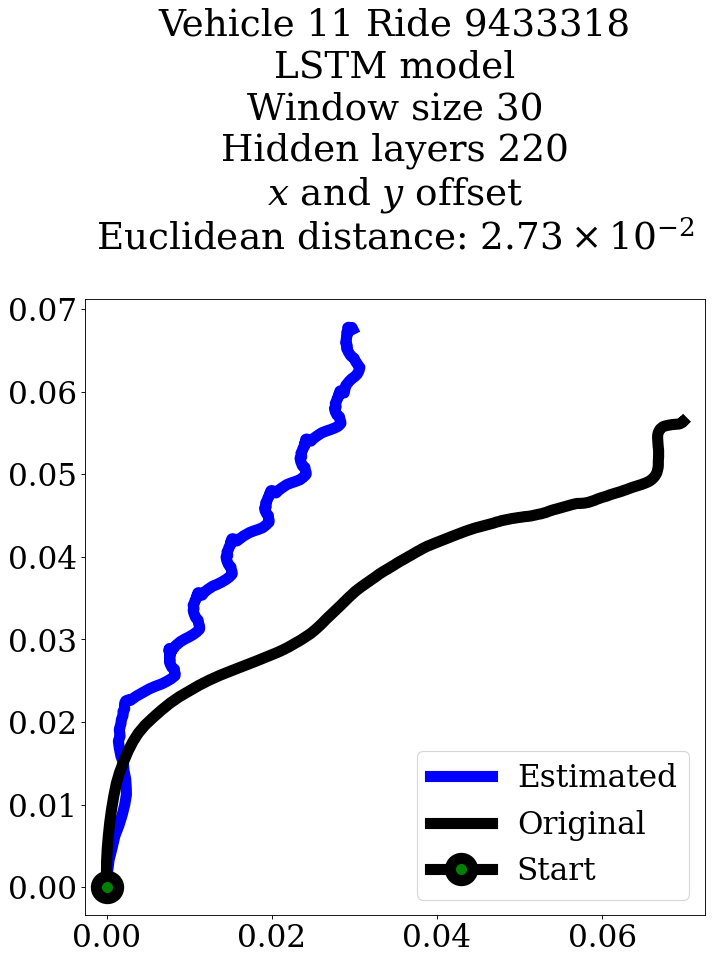 Vehicle 11 Ride 9433318
LSTM model
Window size 30
Hidden layers 220
x and y offset
Euclidean distance: 2.73 × 10⁻²
0.07
0.06
0.05
0.04
0.03
0.02
0.01
0.00
Estimated
Original
Start
0.00 0.02 0.04 0.06